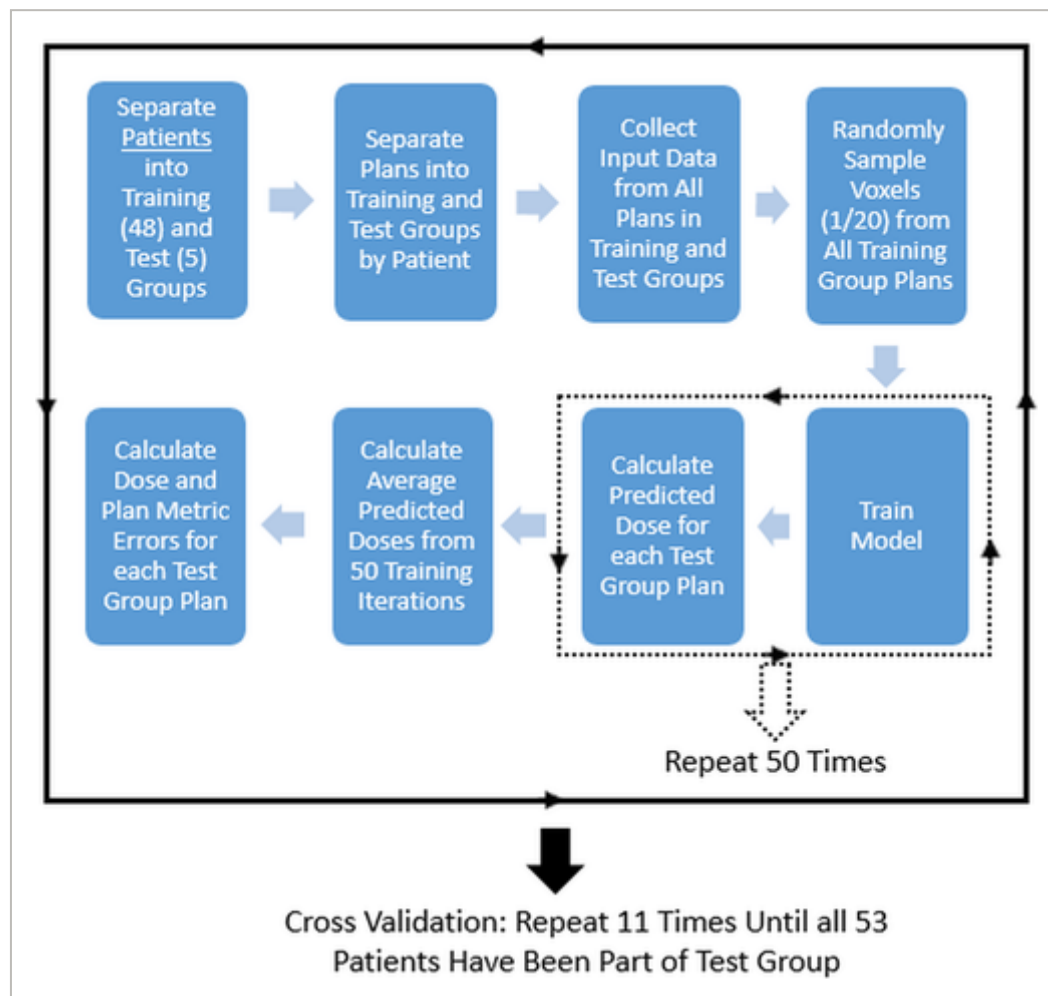 Separate
Patients
into
Training
(48) and
Test (5)
Groups
Separate
Plans into
Training and
Test Groups
by Patient
Collect
Input Data
from All
Plans in
Training and
Test Groups
Randomly
Sample
Voxels
(1/20) from
All Training
Group Plans
Train
Model
Calculate
Predicted
Dose for
each Test
Group Plan
Calculate
Average
Predicted
Doses from
50 Training
Iterations
Calculate
Dose and
Plan Metric
Errors for
each Test
Group Plan
Repeat 50 Times
Cross Validation: Repeat 11 Times Until all 53
Patients Have Been Part of Test Group